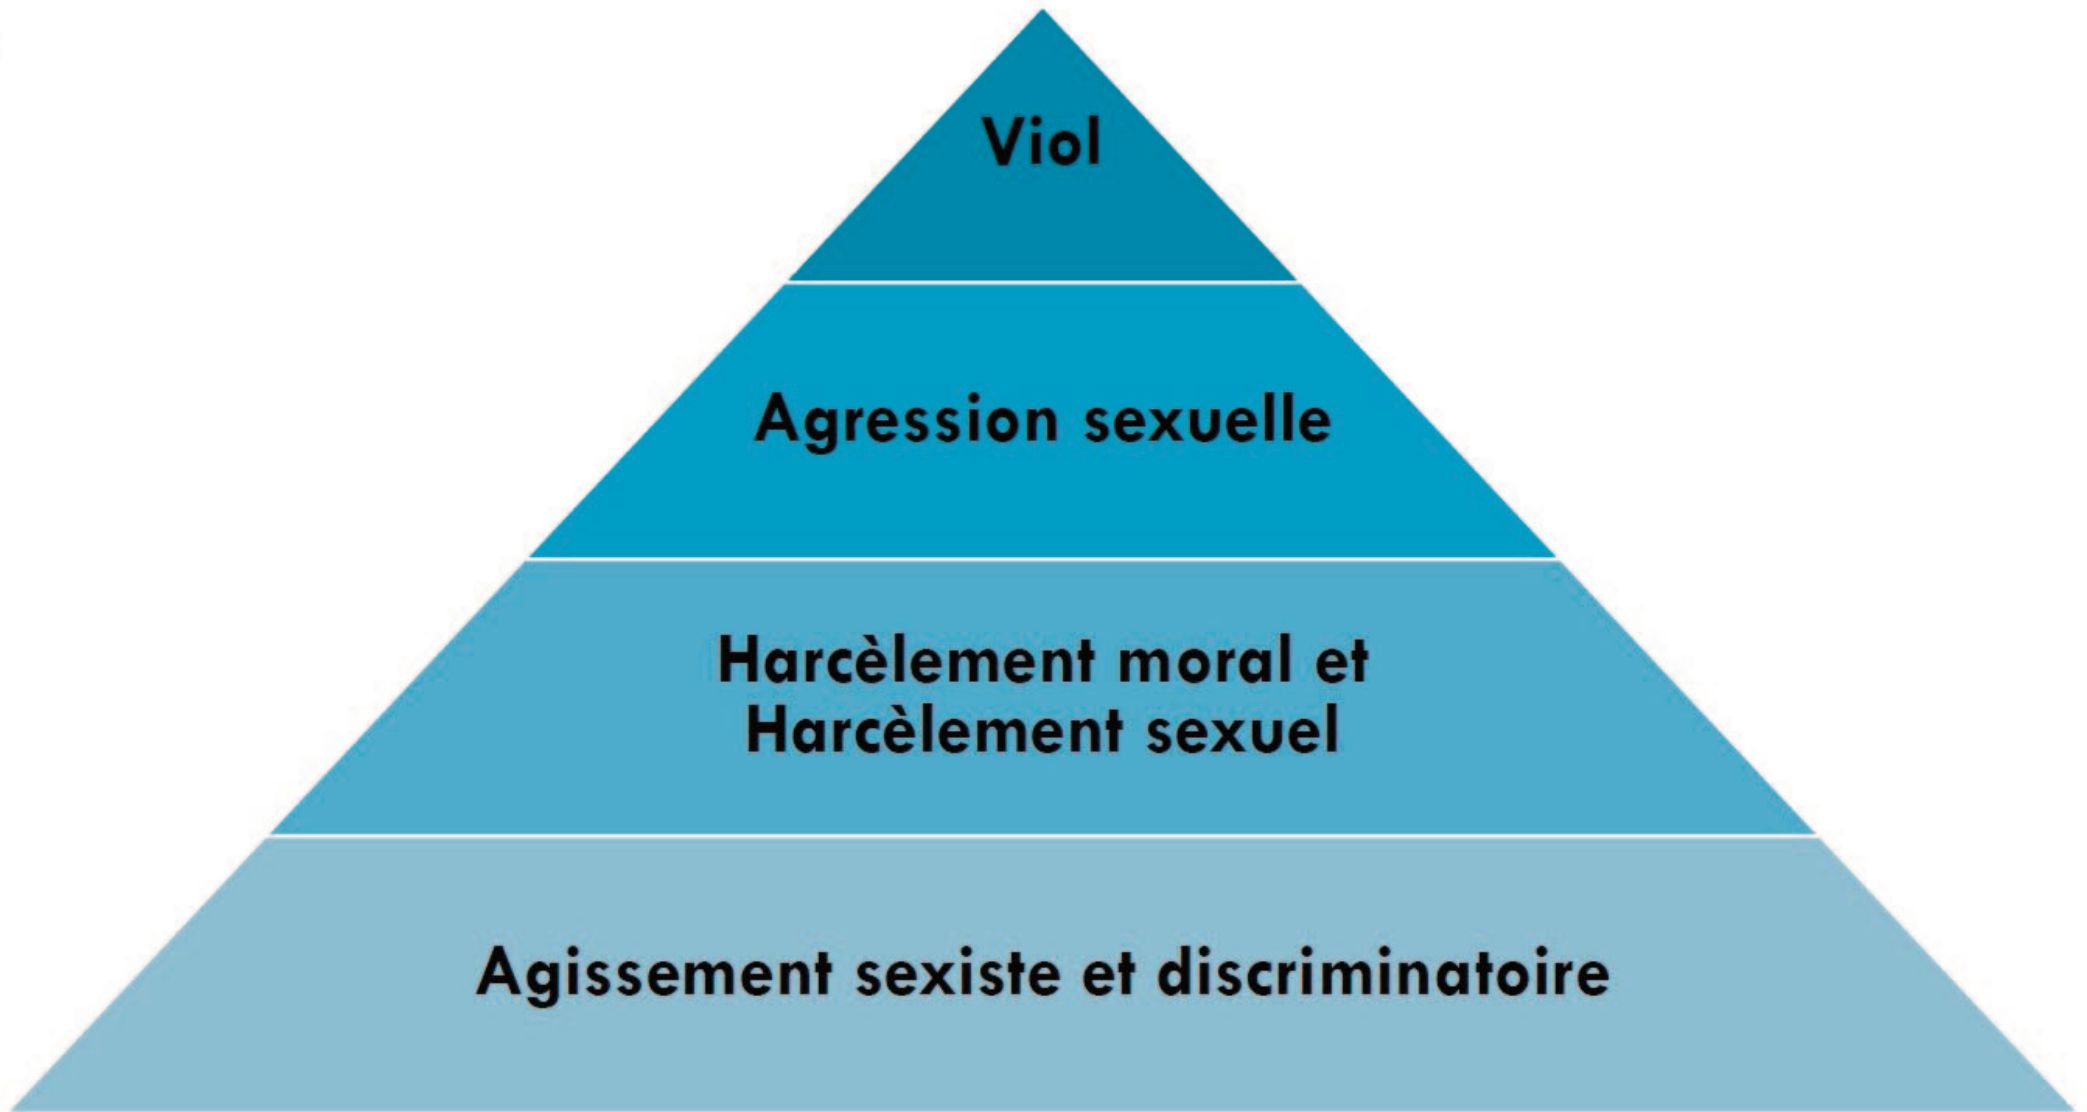 Viol
Agression sexuelle
Harcèlement moral et
Harcèlement sexuel
Agissement sexiste et discriminatoire